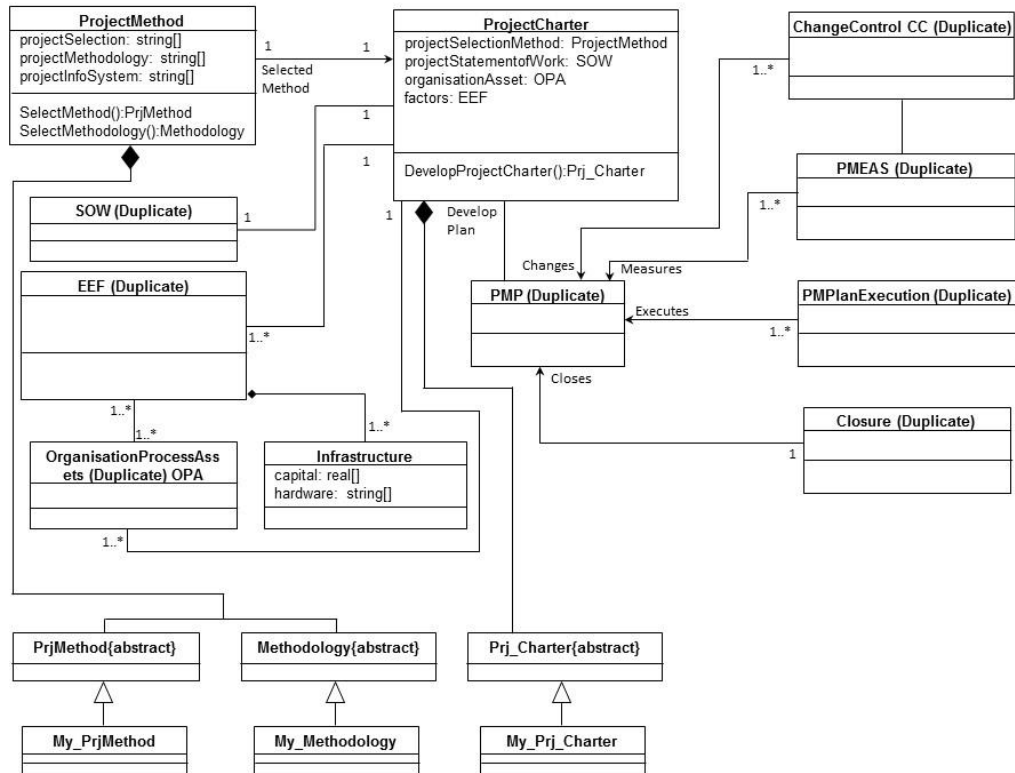 ProjectMethod
projectSelection: string[]
projectMethodology: string[]
projectInfoSystem: string[]
SelectMethod():PrjMethod
SelectMethodology():Methodology
1
1
Selected
Method
ProjectCharter
projectSelectionMethod: ProjectMethod
projectStatementofWork: SOW
organisationAsset: OPA
factors: EEF
DevelopProjectCharter():Prj_Charter
1
1
1
Develop
Plan
ChangeControl CC (Duplicate)
1..*
PMEAS (Duplicate)
1..*
SOW (Duplicate)
1
Changes
Measures
EEF (Duplicate)
1..*
PMP (Duplicate)
Executes
PMPlanExecution (Duplicate)
1..*
Closes
1..*
1..*
1..*
Closure (Duplicate)
1
OrganisationProcessAss
ets (Duplicate) OPA
1..*
Infrastructure
capital: real[]
hardware: string[]
PrjMethod{abstract}
Methodology{abstract}
Prj_Charter{abstract}
My_PrjMethod
My_Methodology
My_Prj_Charter